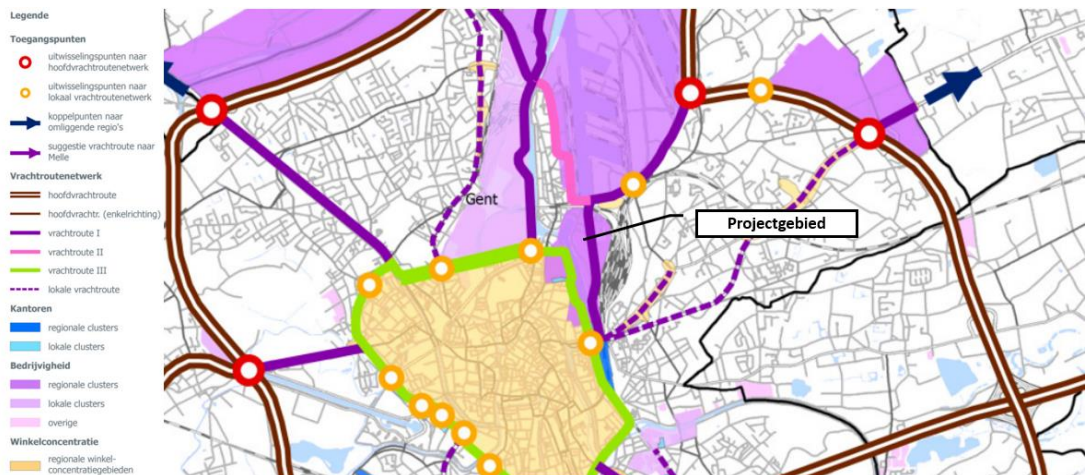 Legende
Toegangspunten
uitwisselingspunten naar
hoofdvrachtroutenetwerk
uitwisselingspunten naar
lokaal vrachtroutenetwerk
koppelpunten naar
omliggende regio's
suggestie vrachtroute naar
Melle
Vrachtroutenetwerk
hoofdvrachtroute
hoofdvrachtr. (enkelrichting)
vrachtroute I
vrachtroute II
vrachtroute III
lokale vrachtroute
Kantoren
regionale clusters
lokale clusters
Bedrijvigheid
regionale clusters
lokale clusters
overige
Winkelconcentratie
regionale winkel-
concentratiegebieden
Gent
Projectgebied